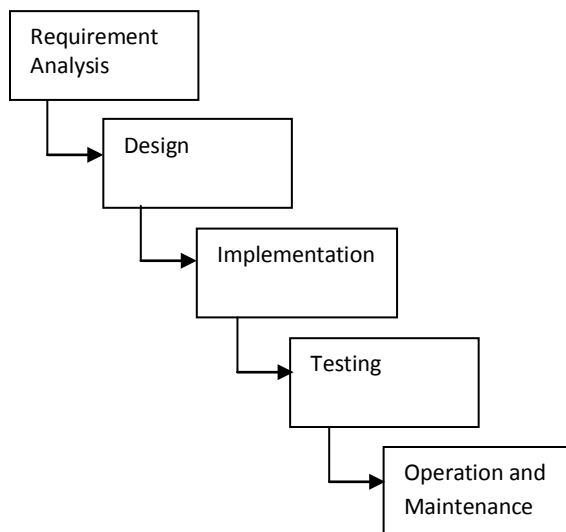 Requirement
Analysis
Design
Implementation
Testing
Operation and
Maintenance